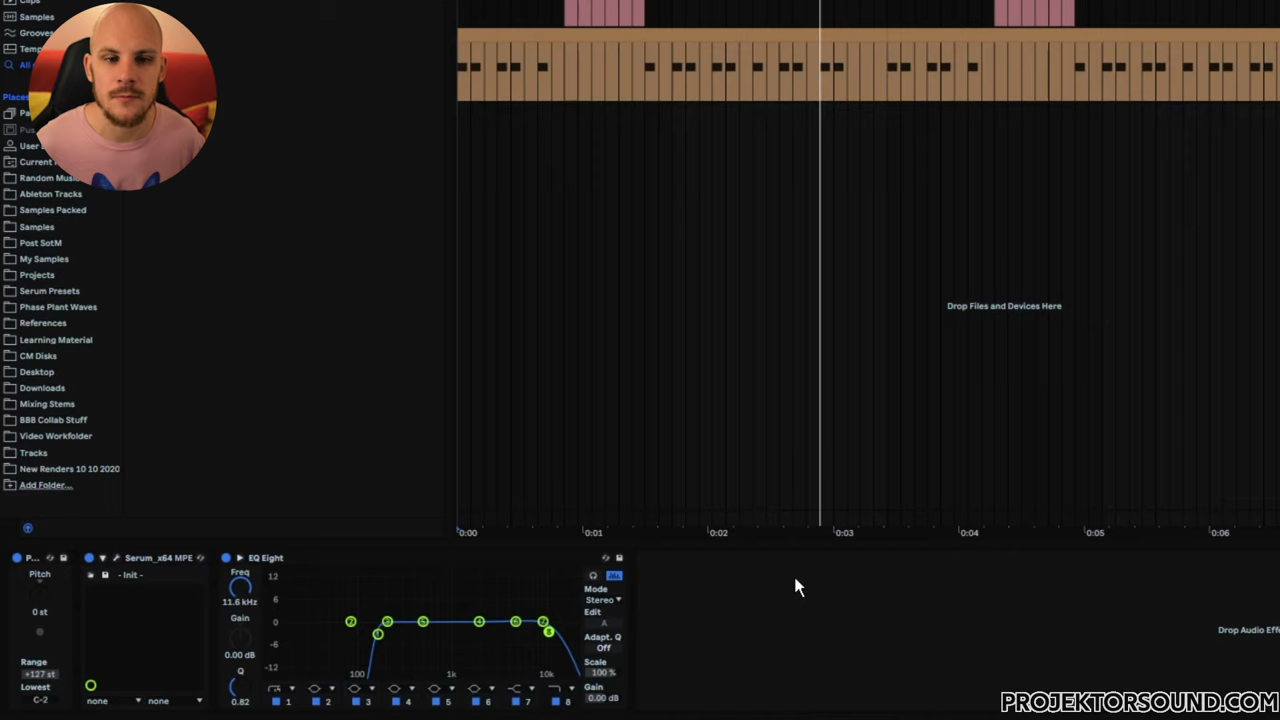 Clips
Samples
Grooves
Places
Current
Random Music
Ableton Tracks
Samples Packed
Samples
Post SotM
My Samples
Projects
Serum Presets
Phase Plant Waves
References
Learning Material
CM Disks
Desktop
Downloads
Mixing Stems
BBB Collab Stuff
Video Workfolder
Tracks
New Renders 10 10 2020
Add Folder...
Drop Files and Devices Here
0:00 0:01 0:02 0:03 0:04 0:05 0:06
P... Serum_x64 MPE EQ Eight
Pitch
0 st
Range
+127 st
Lowest
C-2
- Init -
none none
Freq
11.6 kHz
Gain
0.00 dB
Q
0.82
12
6
0
-6
-12
100 1k 10k
1 2 3 4 5 6 7 8
Mode
Stereo
Edit
A
Adapt. Q
Off
Scale
100 %
Gain
0.00 dB
Drop Audio Effe
PROJEKTORSOUND.COM